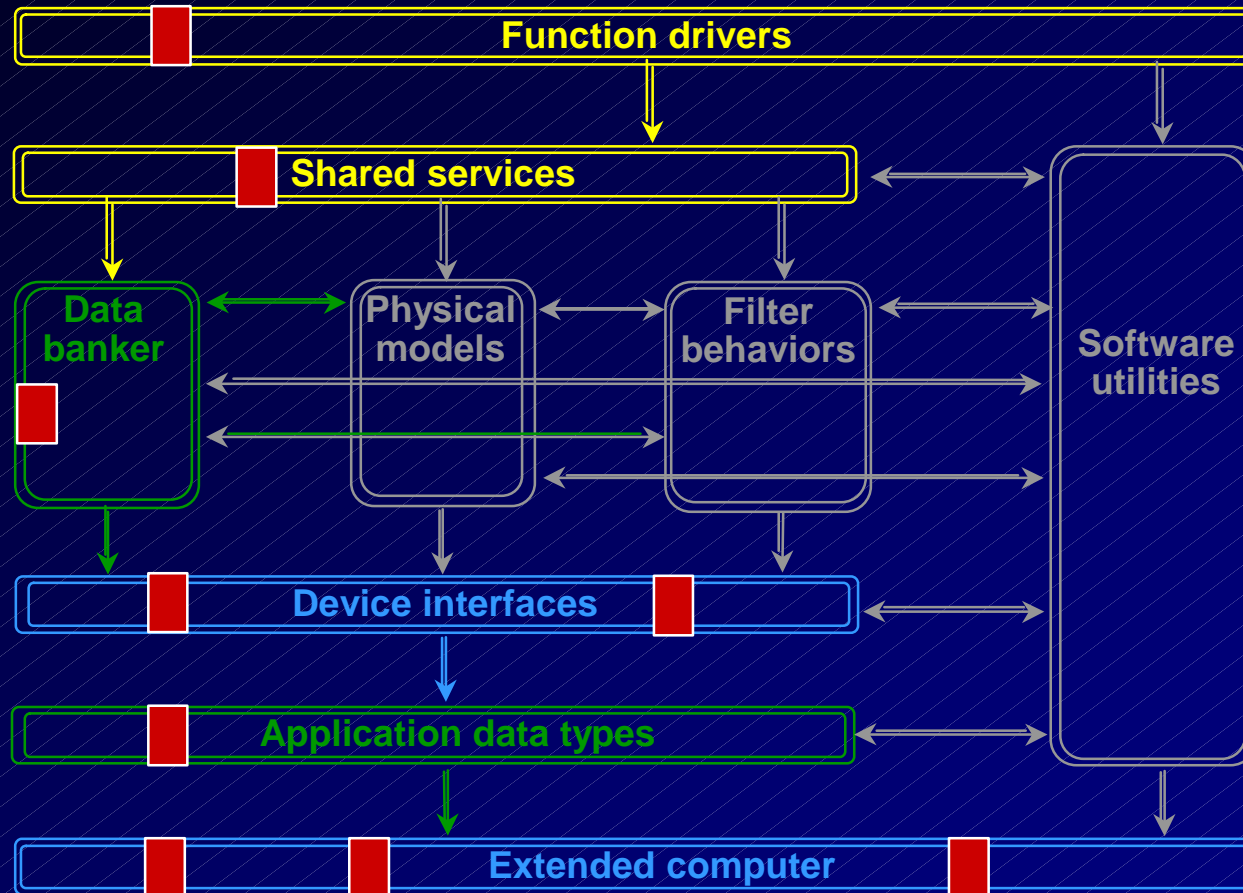 Function drivers
Shared services
Data
banker
Physical
models
Filter
behaviors
Software
utilities
Device interfaces
Application data types
Extended computer